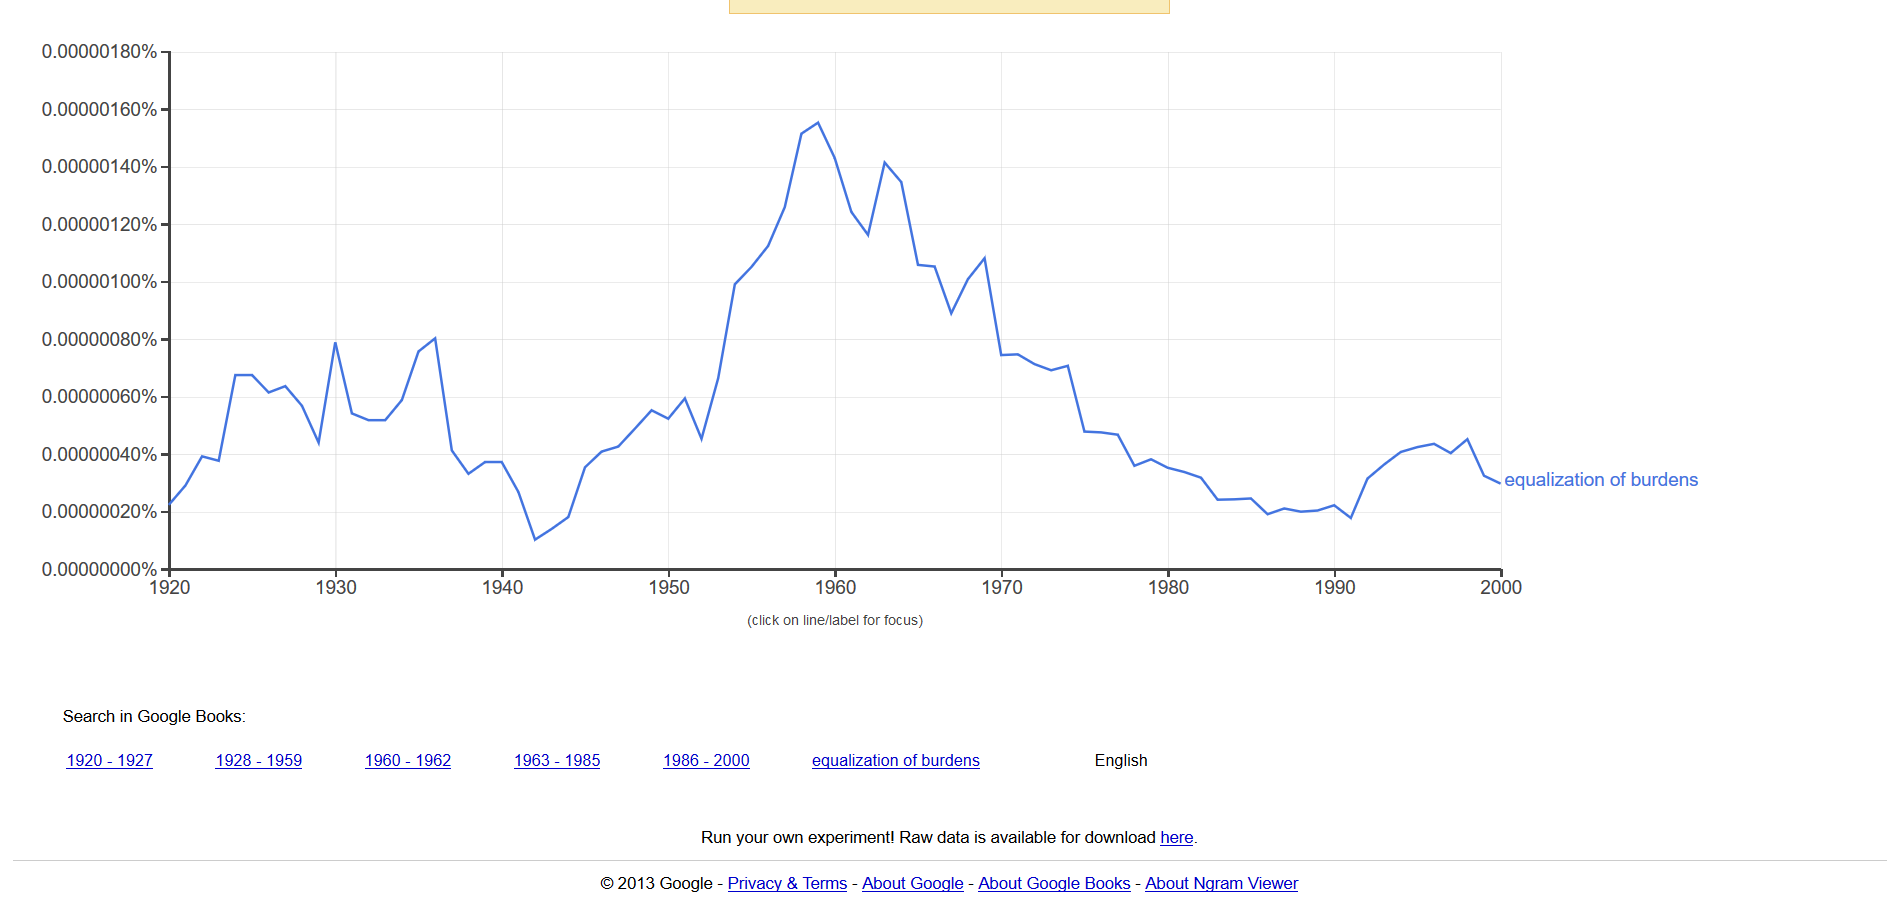 0.00000180%
0.00000160%
0.00000140%
0.00000120%
0.00000100%
0.00000080%
0.00000060%
0.00000040%
0.00000020%
0.00000000%
equalization of burdens
1920 1930 1940 1950 1960 1970 1980 1990 2000
(click on line/label for focus)
Search in Google Books:
1920 - 1927 1928 - 1959 1960 - 1962 1963 - 1985 1986 - 2000 equalization of burdens English
Run your own experiment! Raw data is available for download here.
© 2013 Google - Privacy & Terms - About Google - About Google Books - About Ngram Viewer